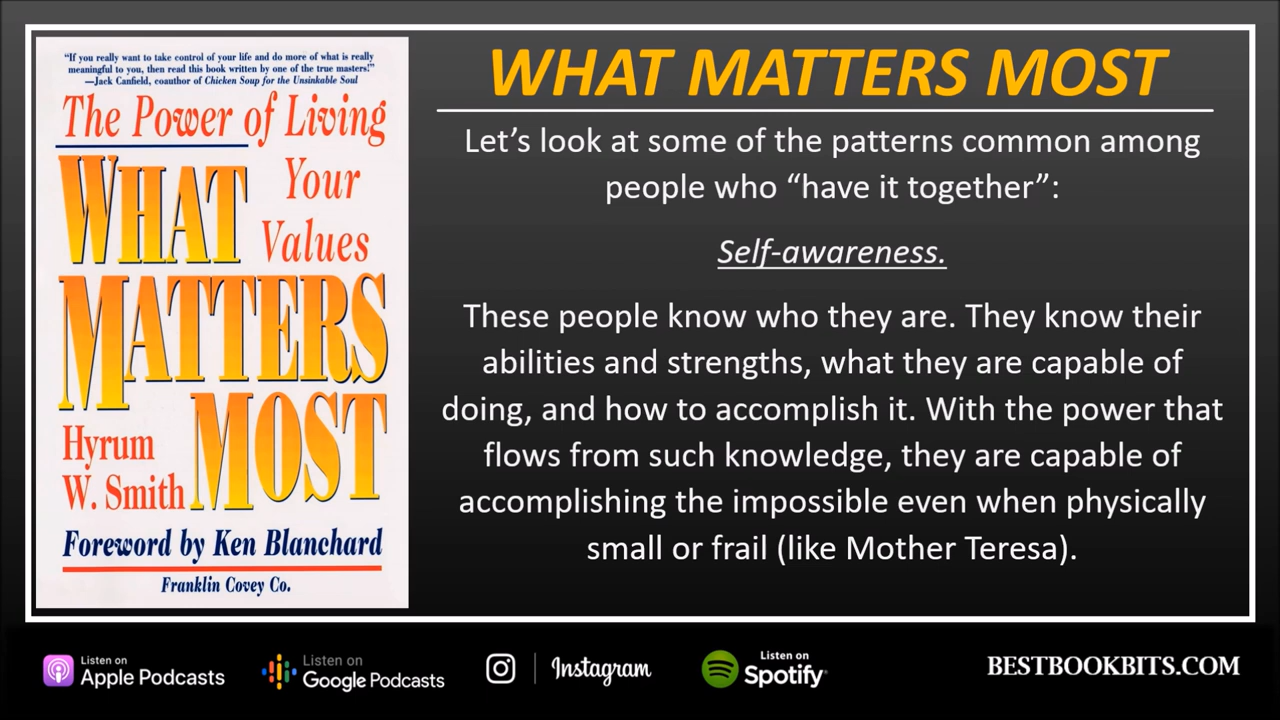 “If you really want to take control of your life and do more of what is really
meaningful to you, then read this book written by one of the true masters!”
—Jack Canfield, coauthor of Chicken Soup for the Unsinkable Soul
The Power of Living
WHAT
Your
Values
MATTERS
MOST
Hyrum
W. Smith
Foreword by Ken Blanchard
Franklin Covey Co.
WHAT MATTERS MOST
Let’s look at some of the patterns common among
people who “have it together”:
Self-awareness.
These people know who they are. They know their
abilities and strengths, what they are capable of
doing, and how to accomplish it. With the power that
flows from such knowledge, they are capable of
accomplishing the impossible even when physically
small or frail (like Mother Teresa).
Listen on
Apple Podcasts
Listen on
Google Podcasts
Instagram
Listen on
Spotify
BESTBOOKBITS.COM